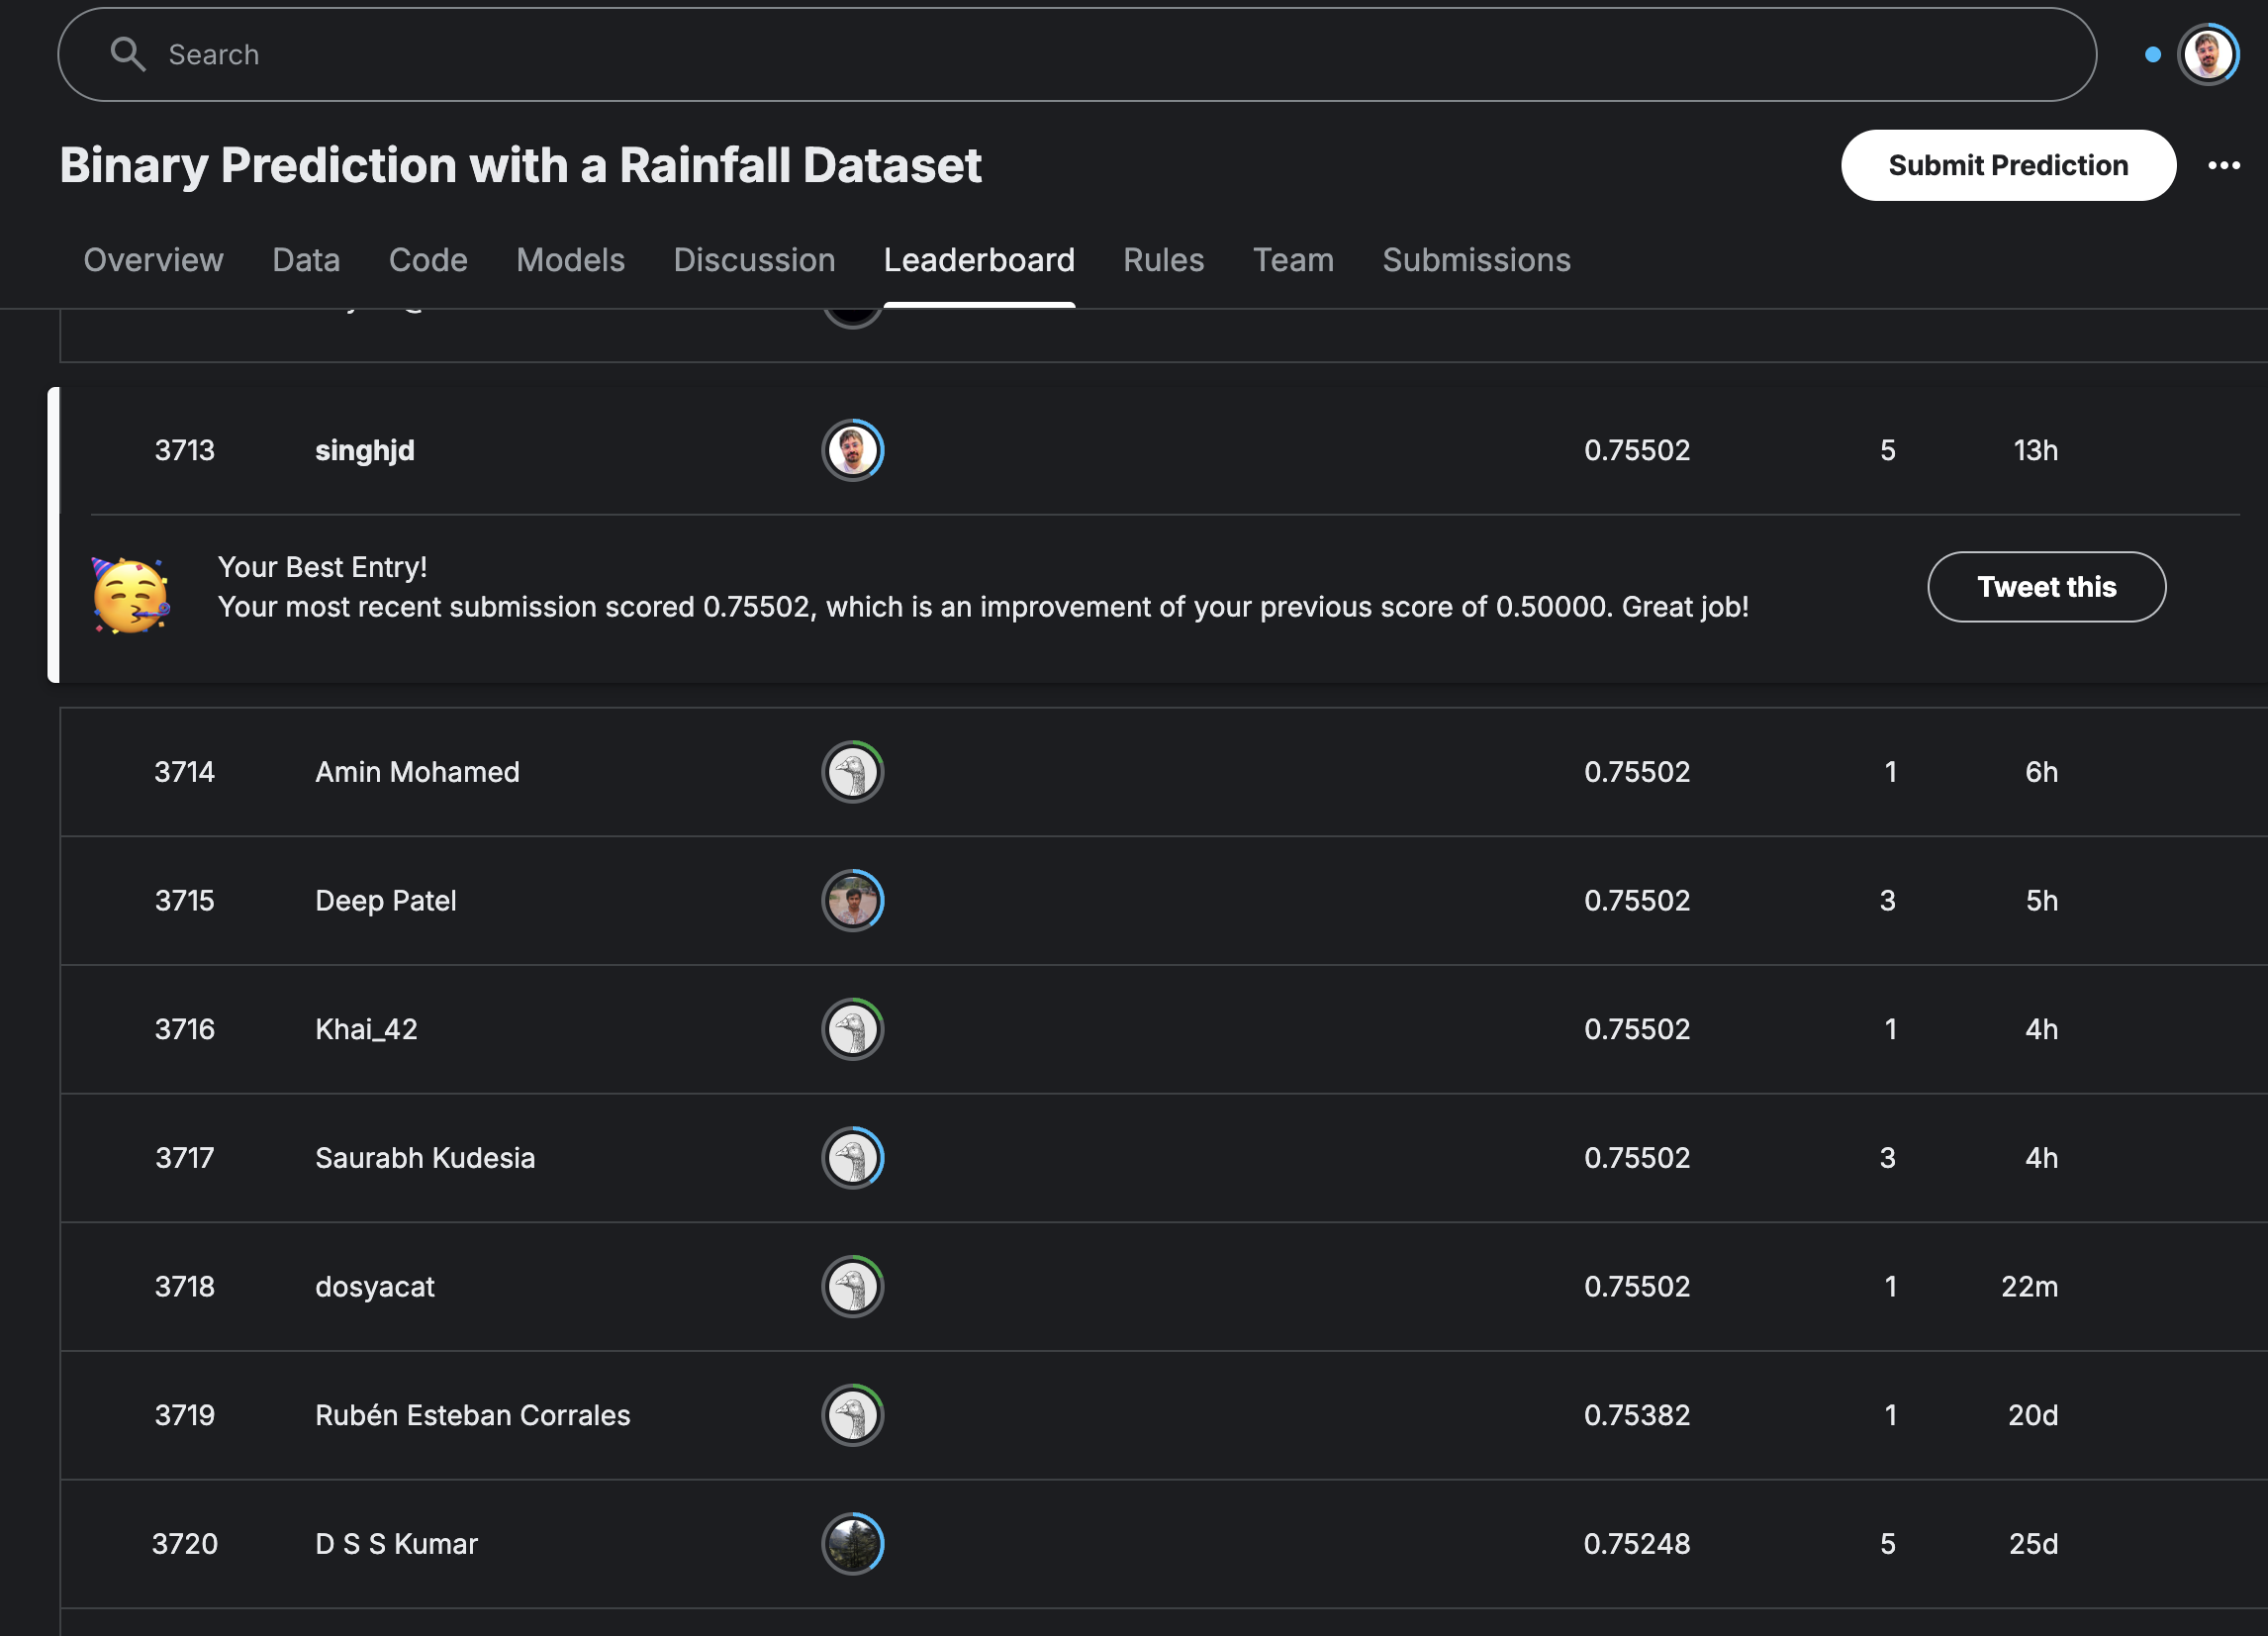 Search
Binary Prediction with a Rainfall Dataset
Submit Prediction
Overview Data Code Models Discussion Leaderboard Rules Team Submissions
3713 singhjd 0.75502 5 13h
Your Best Entry!
Your most recent submission scored 0.75502, which is an improvement of your previous score of 0.50000. Great job!
Tweet this
3714 Amin Mohamed 0.75502 1 6h
3715 Deep Patel 0.75502 3 5h
3716 Khai_42 0.75502 1 4h
3717 Saurabh Kudesia 0.75502 3 4h
3718 dosyacat 0.75502 1 22m
3719 Rubén Esteban Corrales 0.75382 1 20d
3720 D S S Kumar 0.75248 5 25d